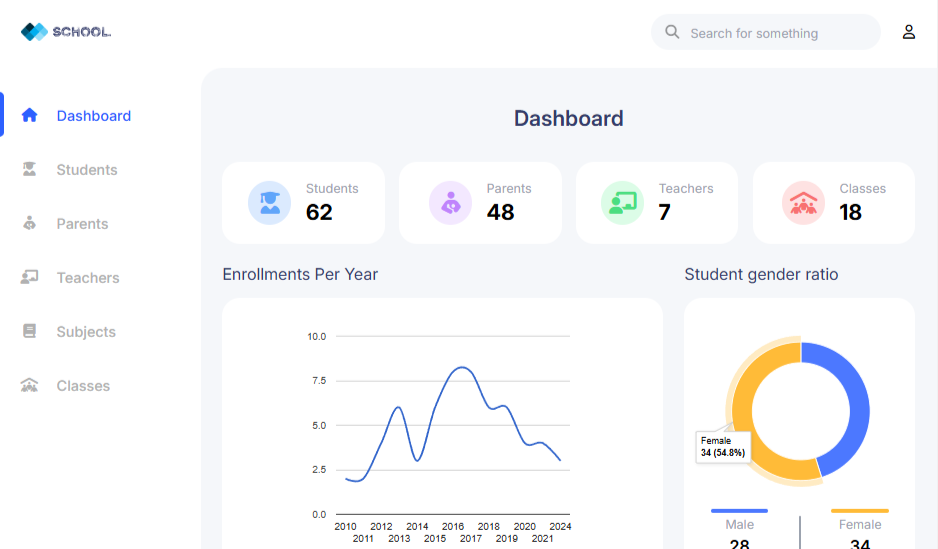 SCHOOL.
Search for something
Dashboard
Students
Parents
Teachers
Subjects
Classes
Dashboard
Students
62
Parents
48
Teachers
7
Classes
18
Enrollments Per Year
Student gender ratio
10.0
7.5
5.0
2.5
0.0
2010 2012 2014 2016 2018 2020 2024
2011 2013 2015 2017 2019 2021
Female
34 (54.8%)
Male
28
Female
34